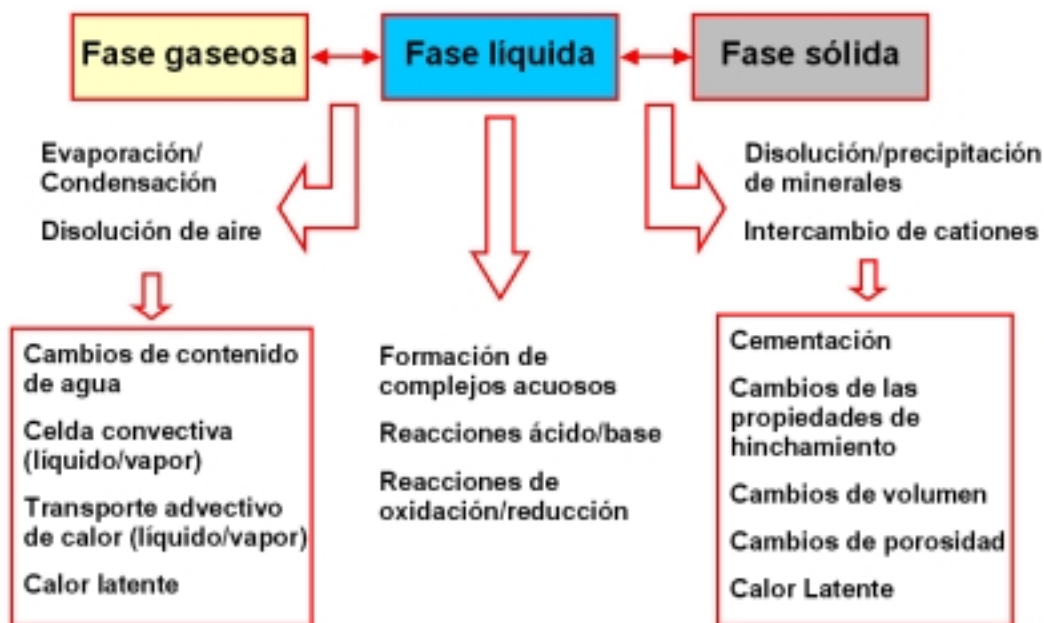 Fase gaseosa
Fase líquida
Fase sólida
Evaporación/
Condensación
Disolución de aire
Disolución/precipitación
de minerales
Intercambio de cationes
Cambios de contenido
de agua
Celda convectiva
(líquido/vapor)
Transporte advectivo
de calor (líquido/vapor)
Calor latente
Formación de
complejos acuosos
Reacciones ácido/base
Reacciones de
oxidación/reducción
Cementación
Cambios de las
propiedades de
hinchamiento
Cambios de volumen
Cambios de porosidad
Calor Latente